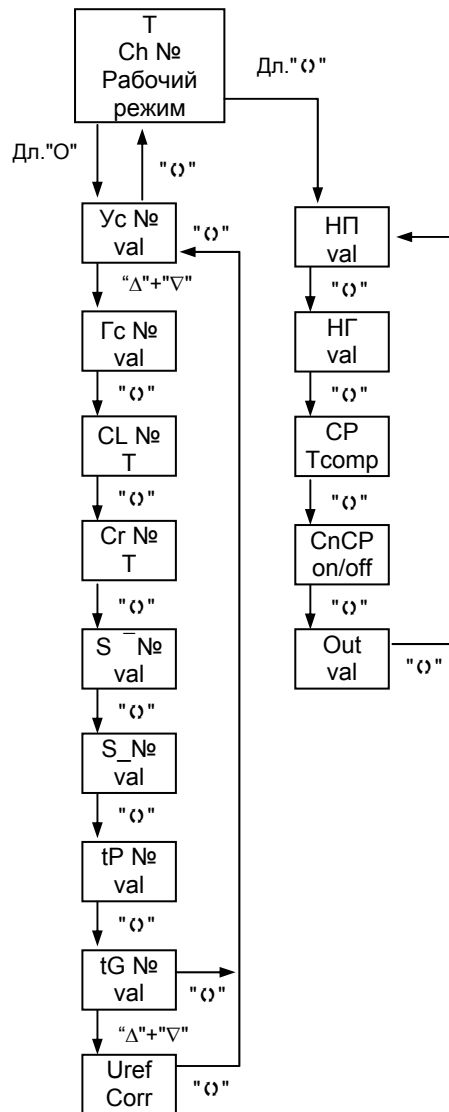 T
Ch №
Рабочий
режим
Дл."О"
"↻"
Дл."↻"
Ус №
val
"↻"
“Δ"+"∇"
Гс №
val
"↻"
CL №
T
"↻"
Cr №
T
"↻"
S ¯ №
val
"↻"
S_№
val
"↻"
tP №
val
"↻"
tG №
val
"↻"
“Δ"+"∇"
Uref
Corr
"↻"
НП
val
"↻"
НГ
val
"↻"
CP
Tcomp
"↻"
CnCP
on/off
"↻"
Out
val
"↻"